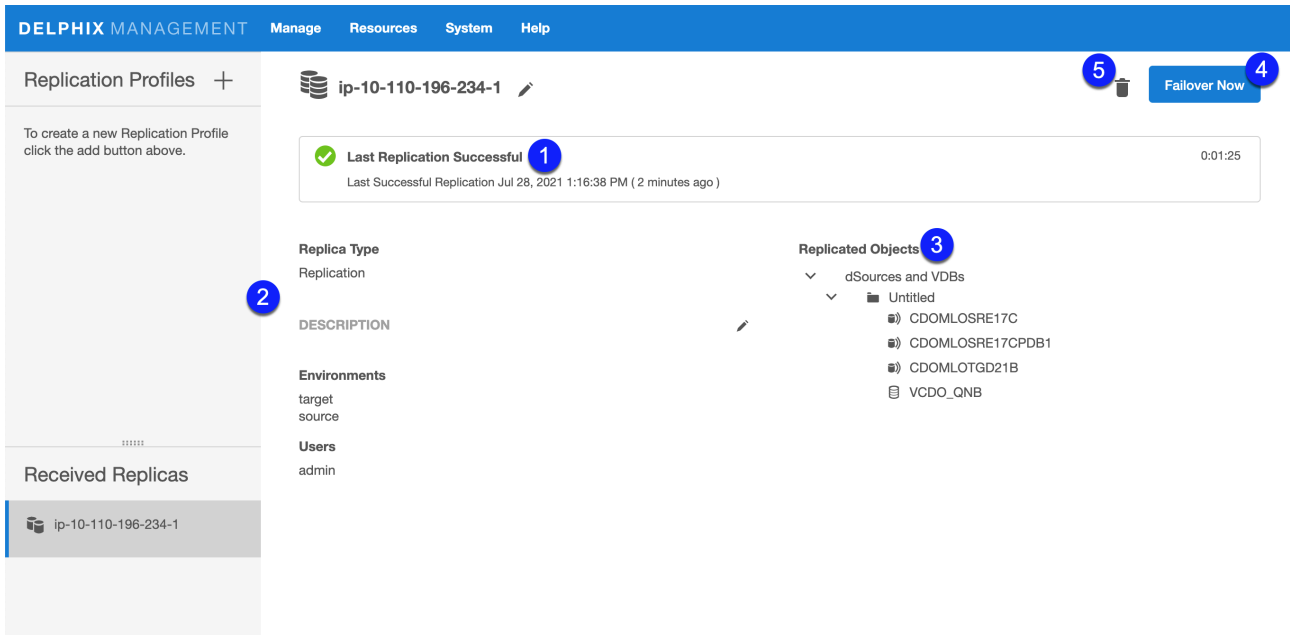 DELPHIX MANAGEMENT Manage Resources System Help
Replication Profiles
To create a new Replication Profile
click the add button above.
Received Replicas
ip-10-110-196-234-1
ip-10-110-196-234-1
5
Failover Now 4
Last Replication Successful 1 0:01:25
Last Successful Replication Jul 28, 2021 1:16:38 PM ( 2 minutes ago )
2
Replica Type
Replication
DESCRIPTION
Environments
target
source
Users
admin
Replicated Objects 3
dSources and VDBs
Untitled
CDOMLOSRE17C
CDOMLOSRE17CPDB1
CDOMLOTGD21B
VCDO_QNB